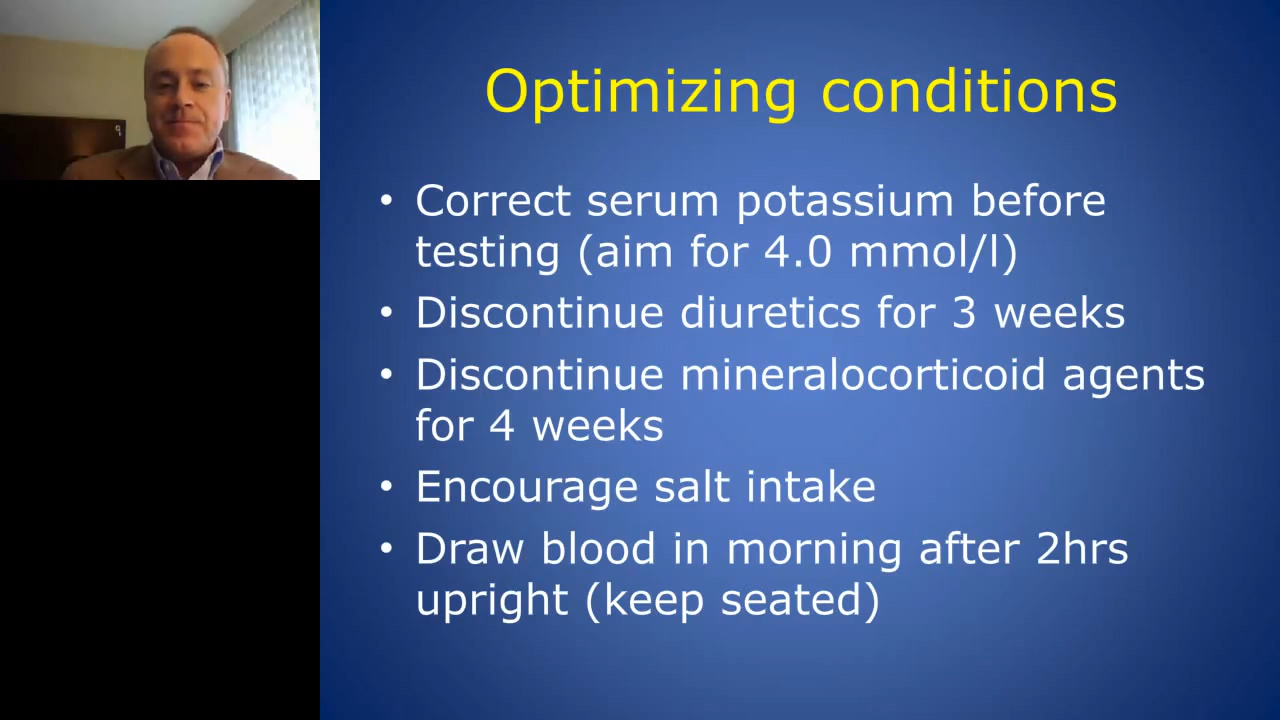 Optimizing conditions
• Correct serum potassium before
testing (aim for 4.0 mmol/l)
• Discontinue diuretics for 3 weeks
• Discontinue mineralocorticoid agents
for 4 weeks
• Encourage salt intake
• Draw blood in morning after 2hrs
upright (keep seated)